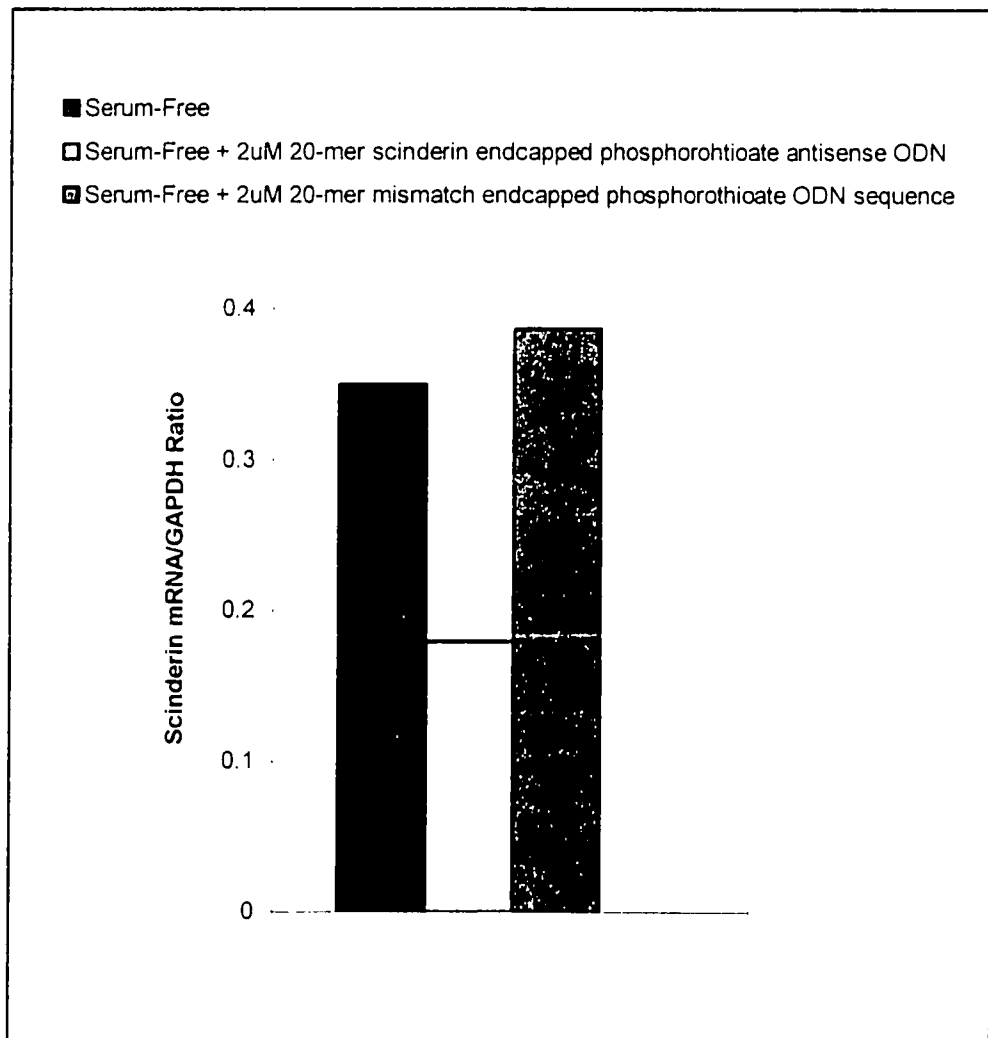 Serum-Free
Serum-Free + 2uM 20-mer scinderin endcapped phosphorohtioate antisense ODN
Serum-Free + 2uM 20-mer mismatch endcapped phosphorothioate ODN sequence
0.4
0.3
0.2
0.1
0
Scinderin mRNA/GAPDH Ratio